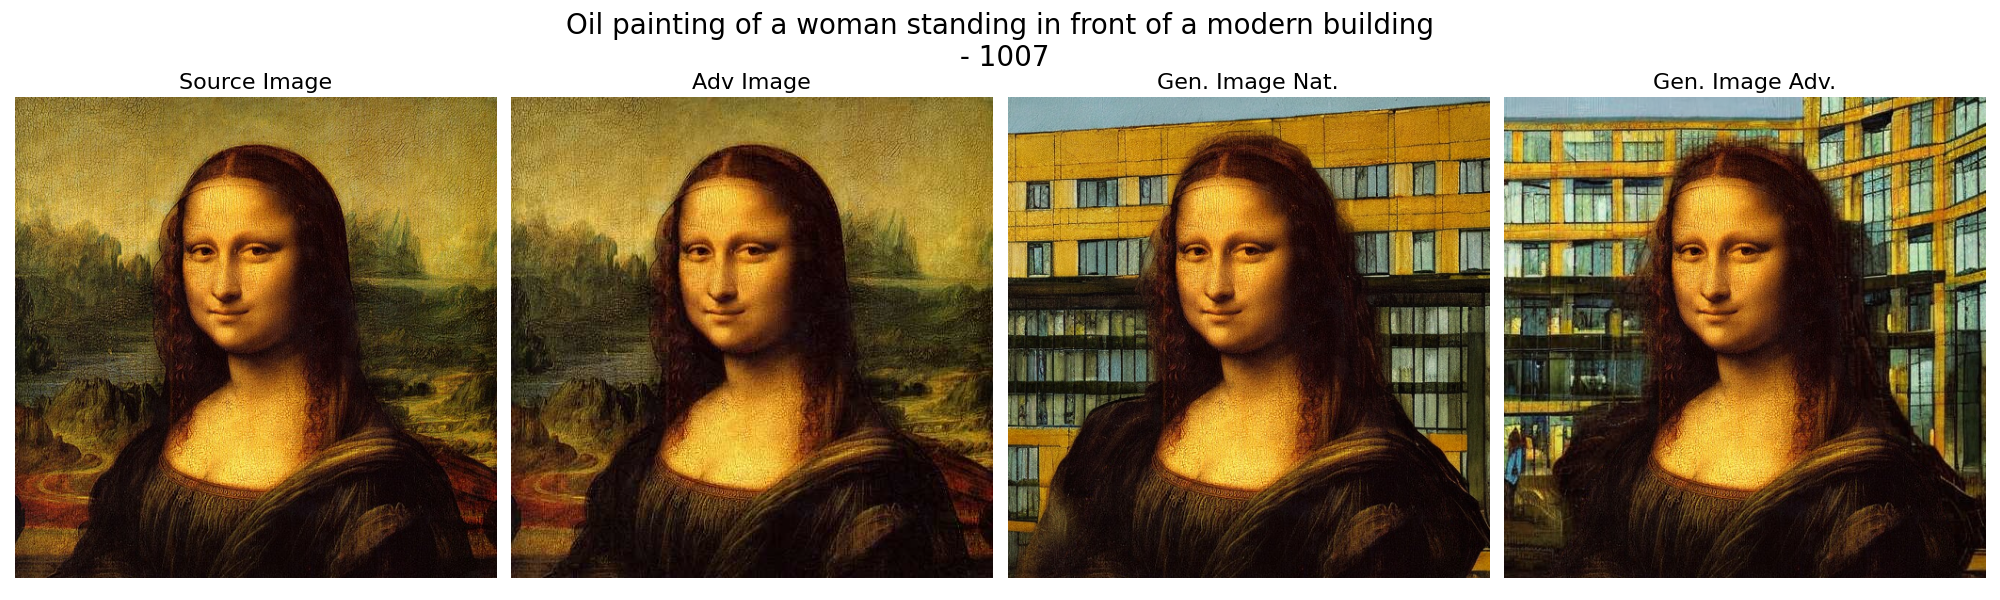 Oil painting of a woman standing in front of a modern building
- 1007
Source Image
Adv Image
Gen. Image Nat.
Gen. Image Adv.